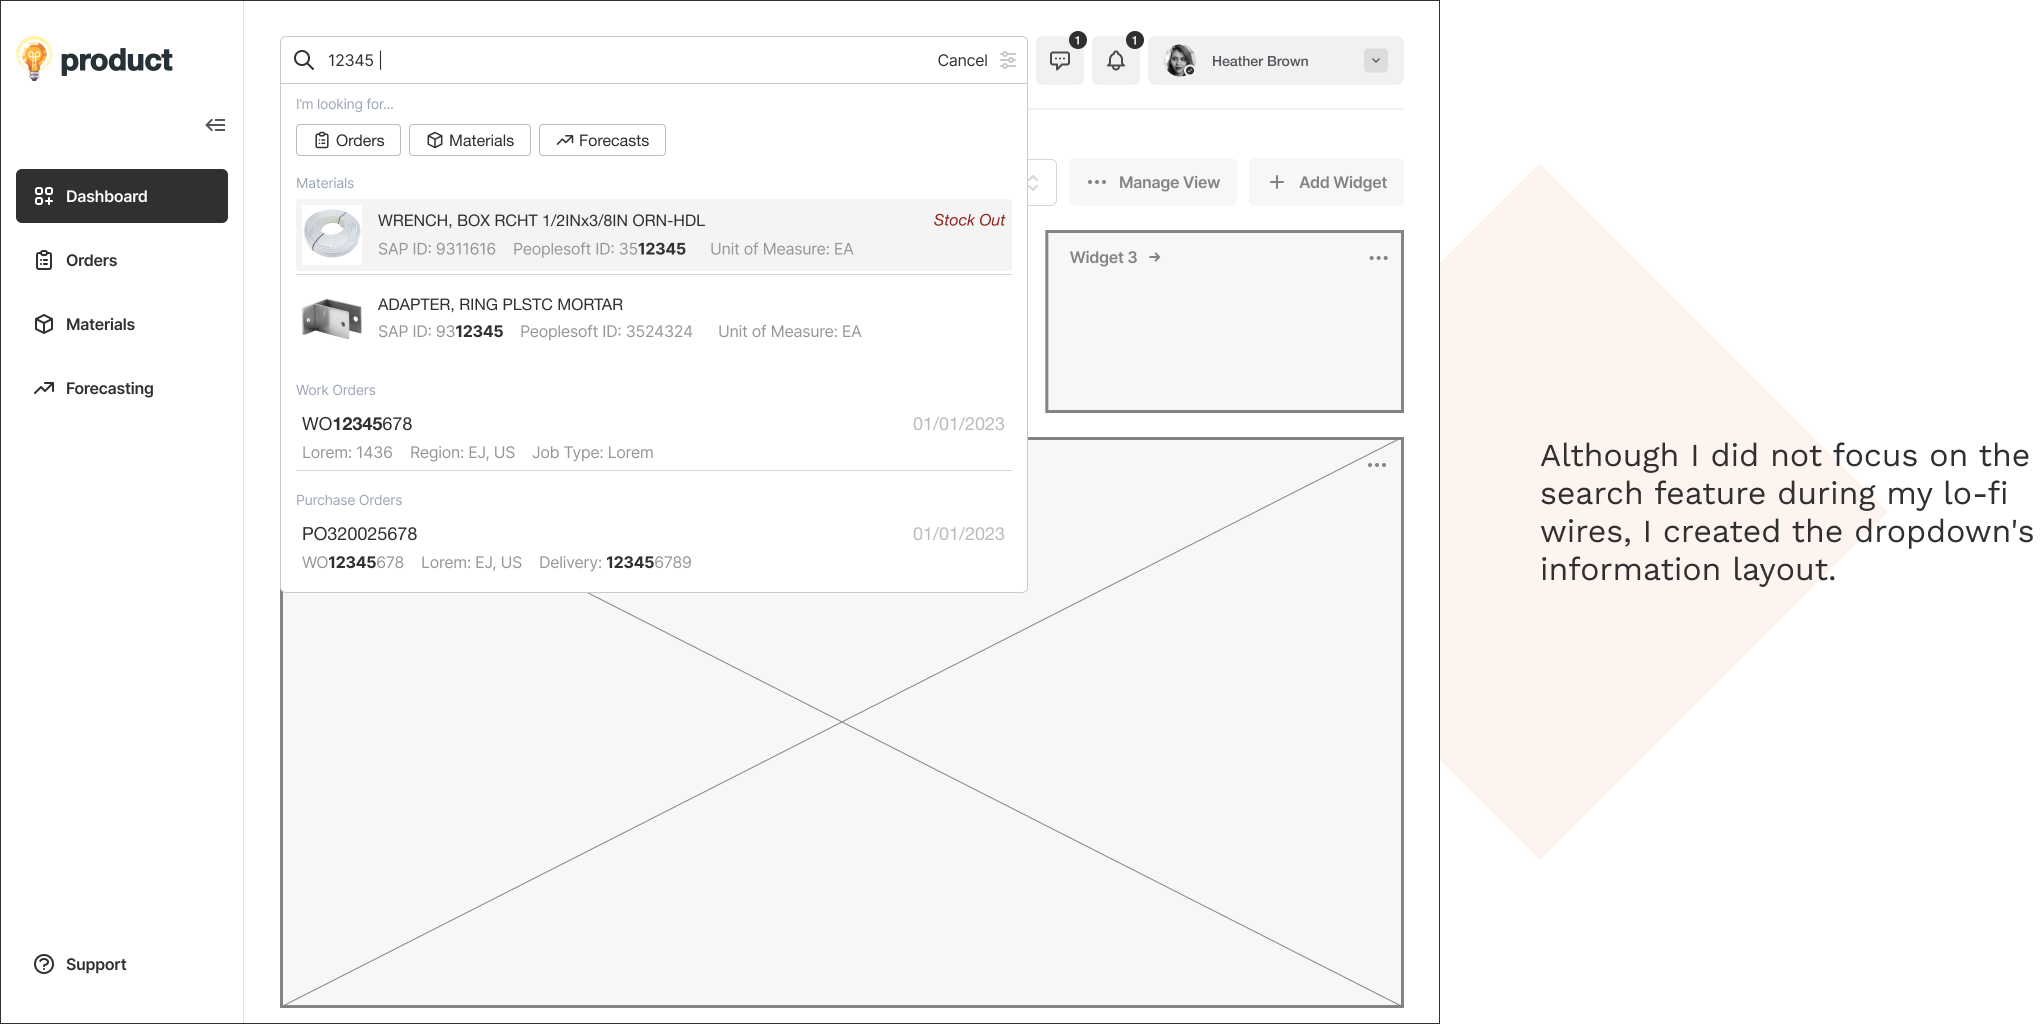 product
Dashboard
Orders
Materials
Forecasting
Support
12345 |
Cancel
1
1
Heather Brown
I'm looking for...
Orders
Materials
Forecasts
Manage View
Add Widget
Materials
WRENCH, BOX RCHT 1/2INx3/8IN ORN-HDL
Stock Out
SAP ID: 9311616 Peoplesoft ID: 3512345 Unit of Measure: EA
ADAPTER, RING PLSTC MORTAR
SAP ID: 9312345 Peoplesoft ID: 3524324 Unit of Measure: EA
Work Orders
WO12345678
01/01/2023
Lorem: 1436 Region: EJ, US Job Type: Lorem
Purchase Orders
PO320025678
01/01/2023
WO12345678 Lorem: EJ, US Delivery: 123456789
Widget 3
Although I did not focus on the
search feature during my lo-fi
wires, I created the dropdown's
information layout.